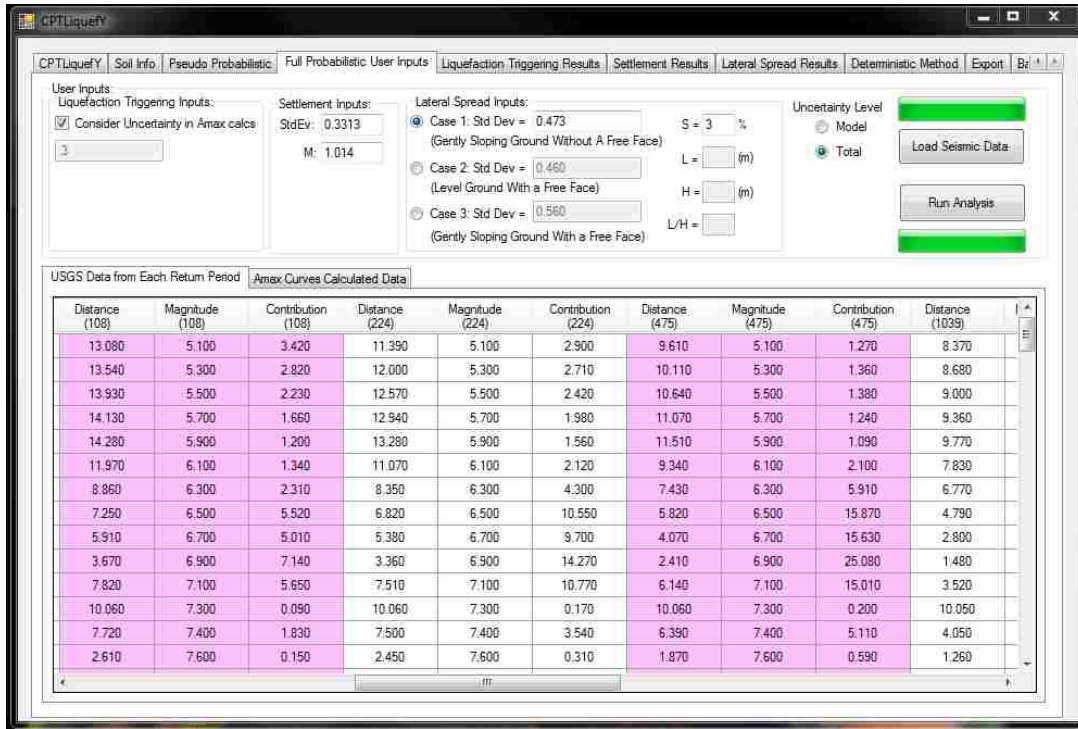 CPTLiquefY
CPTLiquefY Soil Info Pseudo Probabilistic Full Probabilistic User Inputs Liquefaction Triggering Results Settlement Results Lateral Spread Results Deterministic Method Export
User Inputs:
Liquefaction Triggering Inputs:
Consider Uncertainty in Amax calcs
3
Settlement Inputs:
StdEv: 0.3313
M: 1.014
Lateral Spread Inputs:
Case 1: Std Dev = 0.473
(Gently Sloping Ground Without A Free Face)
Case 2: Std Dev = 0.460
(Level Ground With a Free Face)
Case 3: Std Dev = 0.560
(Gently Sloping Ground With a Free Face)
S = 3 %
L = (m)
H = (m)
L/H =
Uncertainty Level
Model
Total
Load Seismic Data
Run Analysis
USGS Data from Each Return Period Amax Curves Calculated Data
Distance (108) Magnitude (108) Contribution (108) Distance (224) Magnitude (224) Contribution (224) Distance (475) Magnitude (475) Contribution (475) Distance (1039)
13.080 5.100 3.420 11.390 5.100 2.900 9.610 5.100 1.270 8.370
13.540 5.300 2.820 12.000 5.300 2.710 10.110 5.300 1.360 8.680
13.930 5.500 2.230 12.570 5.500 2.420 10.640 5.500 1.380 9.000
14.130 5.700 1.660 12.940 5.700 1.980 11.070 5.700 1.240 9.360
14.280 5.900 1.200 13.280 5.900 1.560 11.510 5.900 1.090 9.770
11.970 6.100 1.340 11.070 6.100 2.120 9.340 6.100 2.100 7.830
8.860 6.300 2.310 8.350 6.300 4.300 7.430 6.300 5.910 6.770
7.250 6.500 5.520 6.820 6.500 10.550 5.820 6.500 15.870 4.790
5.910 6.700 5.010 5.380 6.700 9.700 4.070 6.700 15.630 2.800
3.670 6.900 7.140 3.360 6.900 14.270 2.410 6.900 25.080 1.480
7.820 7.100 5.650 7.510 7.100 10.770 6.140 7.100 15.010 3.520
10.060 7.300 0.090 10.060 7.300 0.170 10.060 7.300 0.200 10.050
7.720 7.400 1.830 7.500 7.400 3.540 6.390 7.400 5.110 4.050
2.610 7.600 0.150 2.450 7.600 0.310 1.870 7.600 0.590 1.260